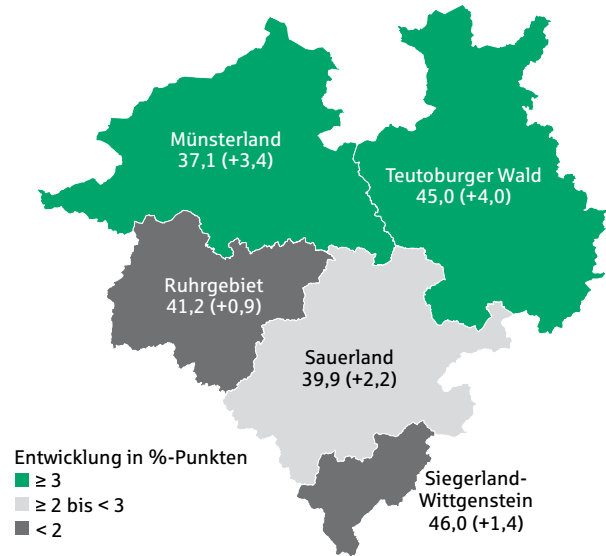 Münsterland
37,1 (+3,4)
Teutoburger Wald
45,0 (+4,0)
Ruhrgebiet
41,2 (+0,9)
Sauerland
39,9 (+2,2)
Siegerland-
Wittgenstein
46,0 (+1,4)
Entwicklung in %-Punkten
≥ 3
≥ 2 bis < 3
< 2